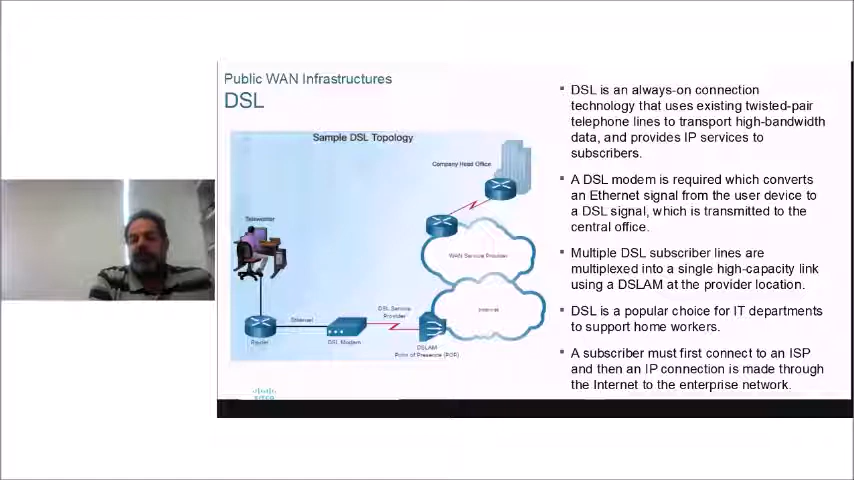 Public WAN Infrastructures
DSL
Sample DSL Topology
Company Head Office
Teleworker
WAN Service Provider
Internet
DSL Service
Provider
Ethernet
Router
DSL Modem
DSLAM
Point of Presence (POP)
▪ DSL is an always-on connection
technology that uses existing twisted-pair
telephone lines to transport high-bandwidth
data, and provides IP services to
subscribers.
▪ A DSL modem is required which converts
an Ethernet signal from the user device to
a DSL signal, which is transmitted to the
central office.
▪ Multiple DSL subscriber lines are
multiplexed into a single high-capacity link
using a DSLAM at the provider location.
▪ DSL is a popular choice for IT departments
to support home workers.
▪ A subscriber must first connect to an ISP
and then an IP connection is made through
the Internet to the enterprise network.